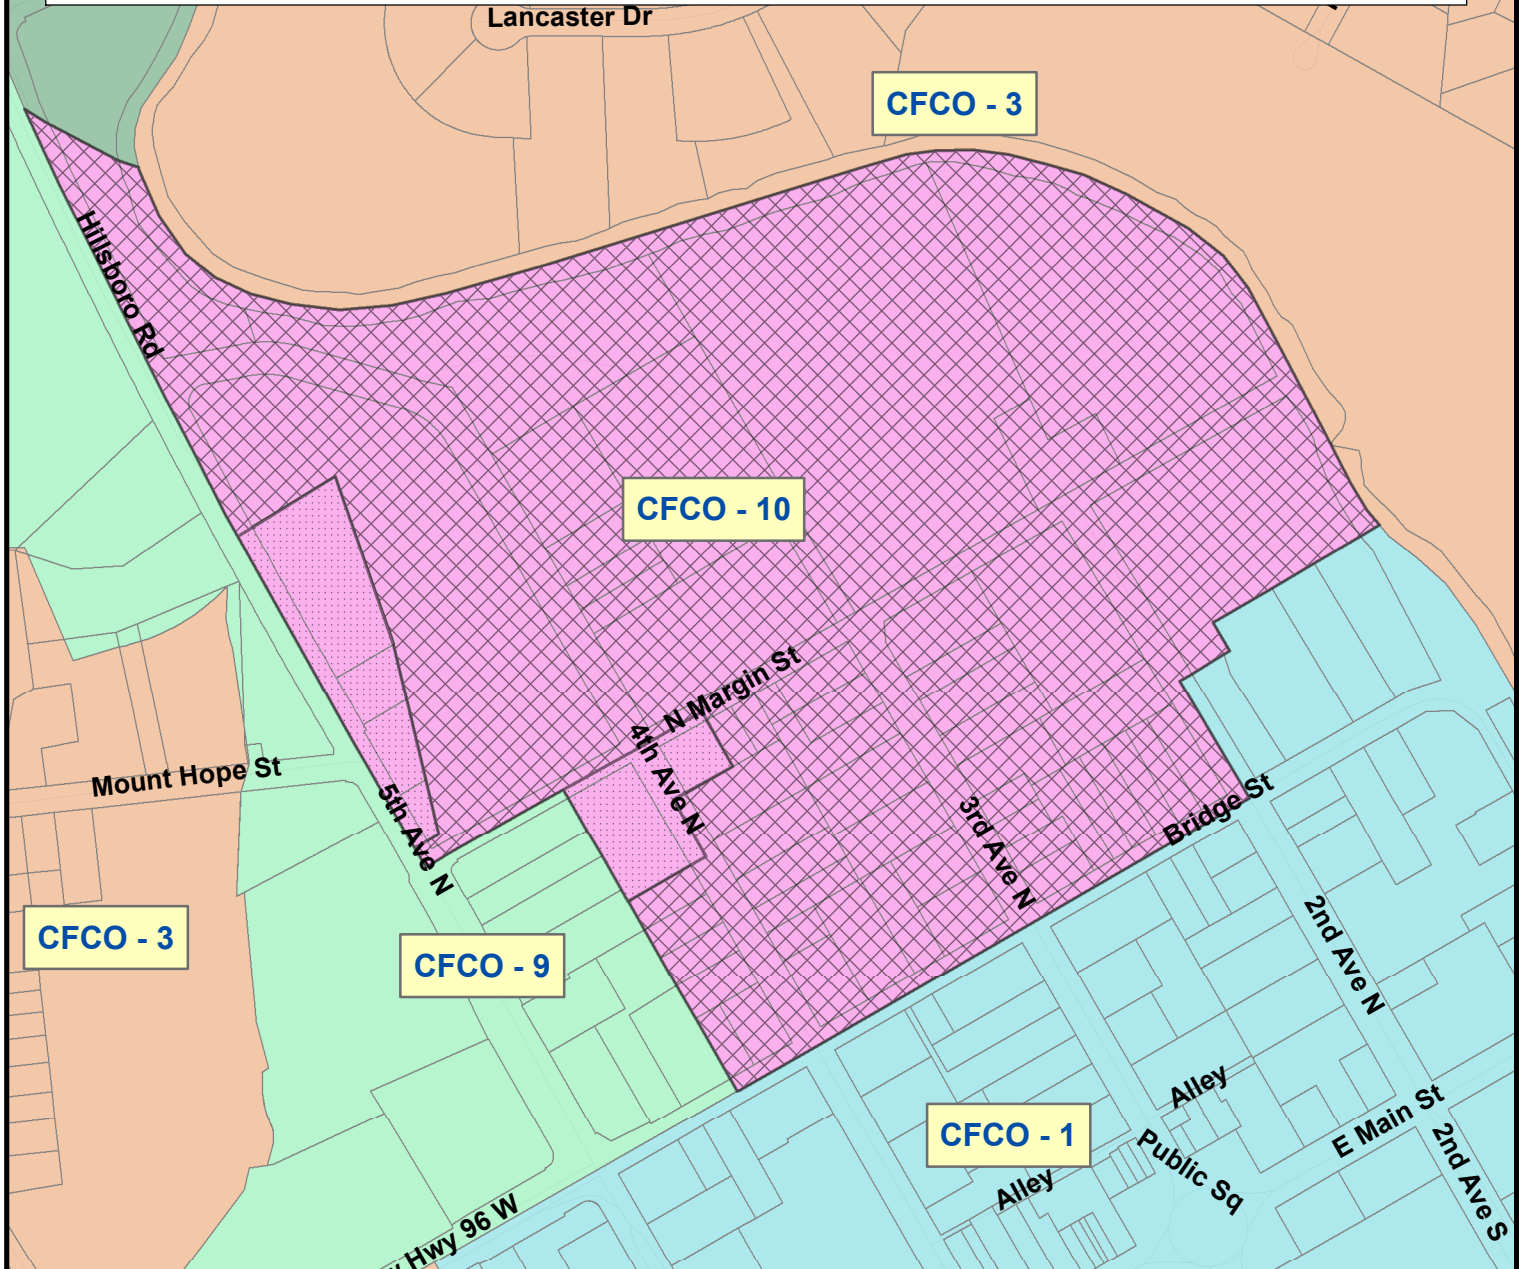 Lancaster Dr
CFCO - 3
Hillsboro Rd
CFCO - 10
N Margin St
4th Ave N
Mount Hope St
5th Ave N
3rd Ave N
Bridge St
CFCO - 3
CFCO - 9
2nd Ave N
CFCO - 1
Alley
E Main St
Public Sq
Alley
2nd Ave S
Hwy 96 W